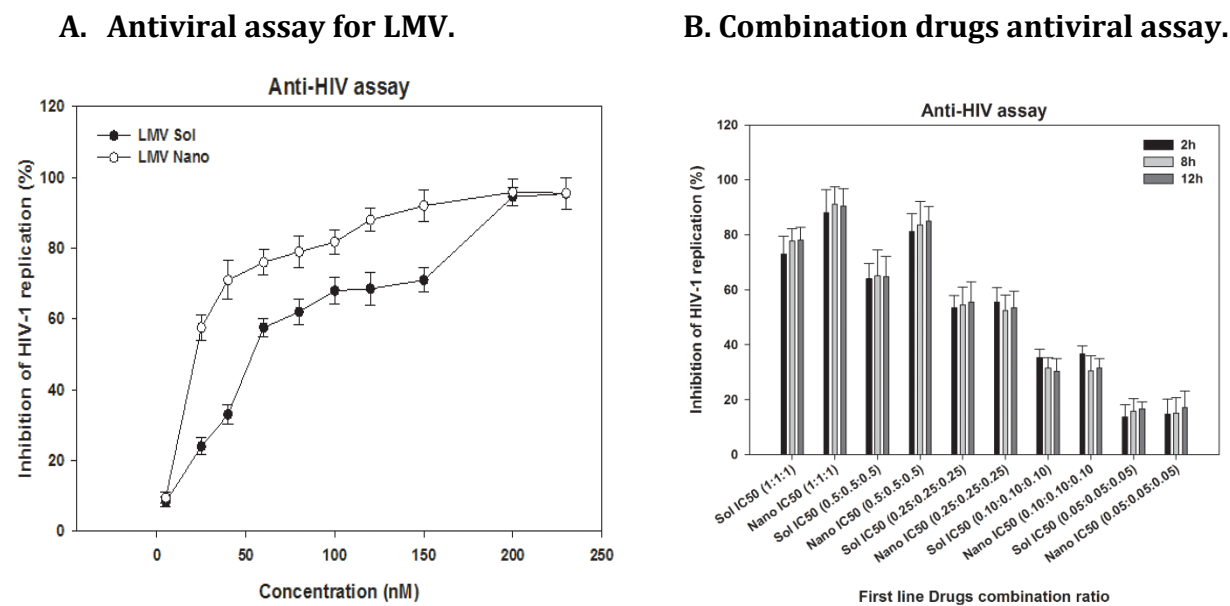 A. Antiviral assay for LMV.
B. Combination drugs antiviral assay.
Anti-HIV assay
Inhibition of HIV-1 replication (%)
120
100
80
60
40
20
0
LMV Sol
LMV Nano
0
50
100
150
200
250
Concentration (nM)
Anti-HIV assay
Inhibition of HIV-1 replication (%)
120
100
80
60
40
20
0
2h
8h
12h
Sol IC50 (1:1:1)
Nano IC50 (1:1:1)
Sol IC50 (0.5:0.5:0.5)
Nano IC50 (0.5:0.5:0.5)
Sol IC50 (0.25:0.25:0.25)
Nano IC50 (0.25:0.25:0.25)
Sol IC50 (0.10:0.10:0.10)
Nano IC50 (0.10:0.10:0.10
Sol IC50 (0.05:0.05:0.05)
Nano IC50 (0.05:0.05:0.05)
First line Drugs combination ratio